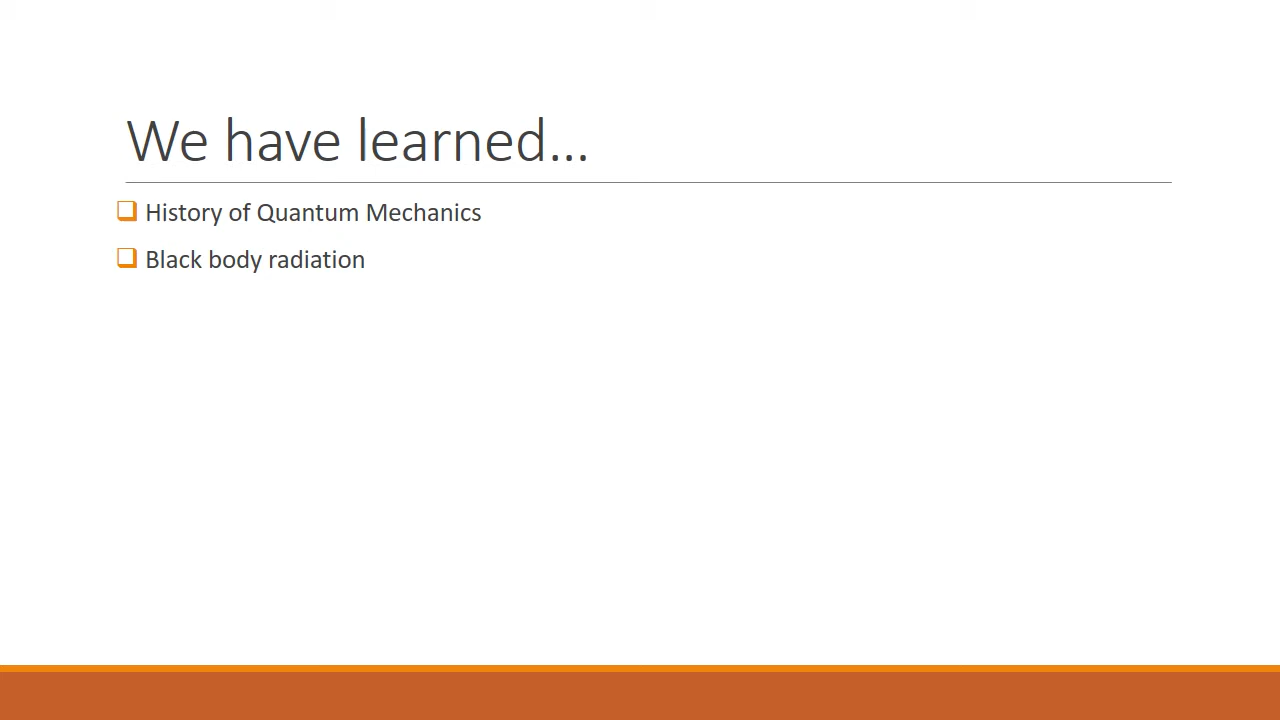 We have learned...
History of Quantum Mechanics
Black body radiation